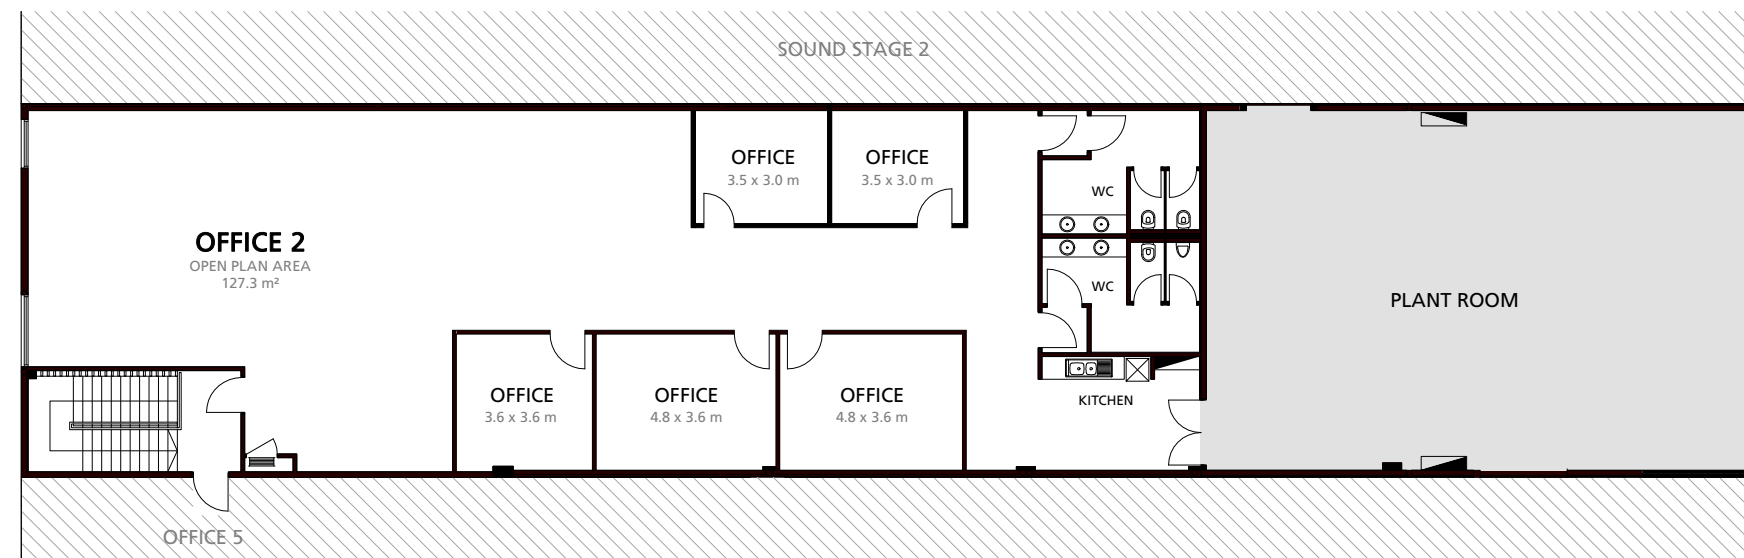 SOUND STAGE 2
OFFICE
3.5 x 3.0 m
OFFICE
3.5 x 3.0 m
WC
OFFICE 2
OPEN PLAN AREA
127.3 m²
WC
PLANT ROOM
OFFICE
3.6 x 3.6 m
OFFICE
4.8 x 3.6 m
OFFICE
4.8 x 3.6 m
KITCHEN
OFFICE 5